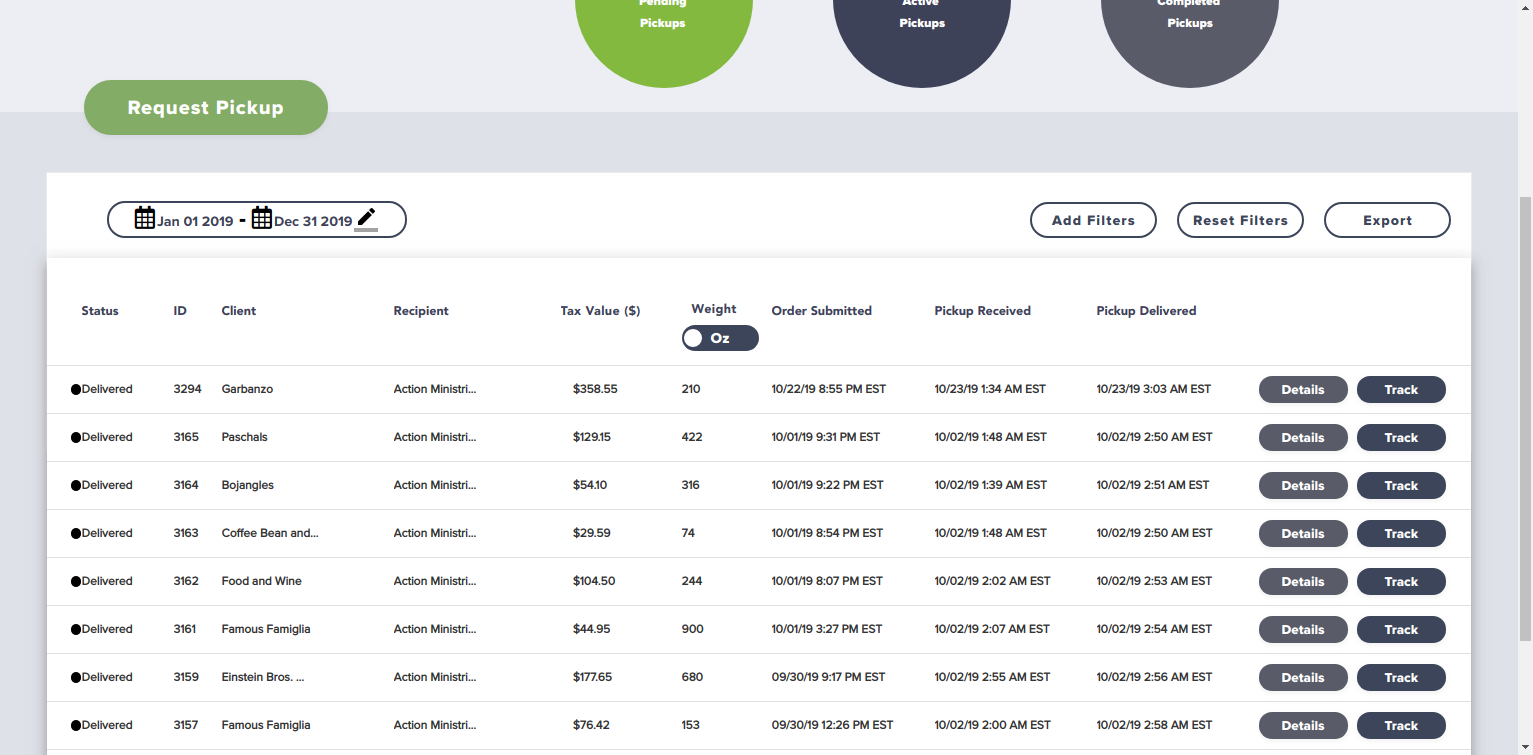 Pending Active Completed
Pickups Pickups Pickups
Request Pickup
Jan 01 2019 - Dec 31 2019 Add Filters Reset Filters Export
Status ID Client Recipient Tax Value ($) Weight Order Submitted Pickup Received Pickup Delivered
Oz
Delivered 3294 Garbanzo Action Ministri... $358.55 210 10/22/19 8:55 PM EST 10/23/19 1:34 AM EST 10/23/19 3:03 AM EST Details Track
Delivered 3165 Paschals Action Ministri... $129.15 422 10/01/19 9:31 PM EST 10/02/19 1:48 AM EST 10/02/19 2:50 AM EST Details Track
Delivered 3164 Bojangles Action Ministri... $54.10 316 10/01/19 9:22 PM EST 10/02/19 1:39 AM EST 10/02/19 2:51 AM EST Details Track
Delivered 3163 Coffee Bean and... Action Ministri... $29.59 74 10/01/19 8:54 PM EST 10/02/19 1:48 AM EST 10/02/19 2:50 AM EST Details Track
Delivered 3162 Food and Wine Action Ministri... $104.50 244 10/01/19 8:07 PM EST 10/02/19 2:02 AM EST 10/02/19 2:53 AM EST Details Track
Delivered 3161 Famous Famiglia Action Ministri... $44.95 900 10/01/19 3:27 PM EST 10/02/19 2:07 AM EST 10/02/19 2:54 AM EST Details Track
Delivered 3159 Einstein Bros. ... Action Ministri... $177.65 680 09/30/19 9:17 PM EST 10/02/19 2:55 AM EST 10/02/19 2:56 AM EST Details Track
Delivered 3157 Famous Famiglia Action Ministri... $76.42 153 09/30/19 12:26 PM EST 10/02/19 2:00 AM EST 10/02/19 2:58 AM EST Details Track